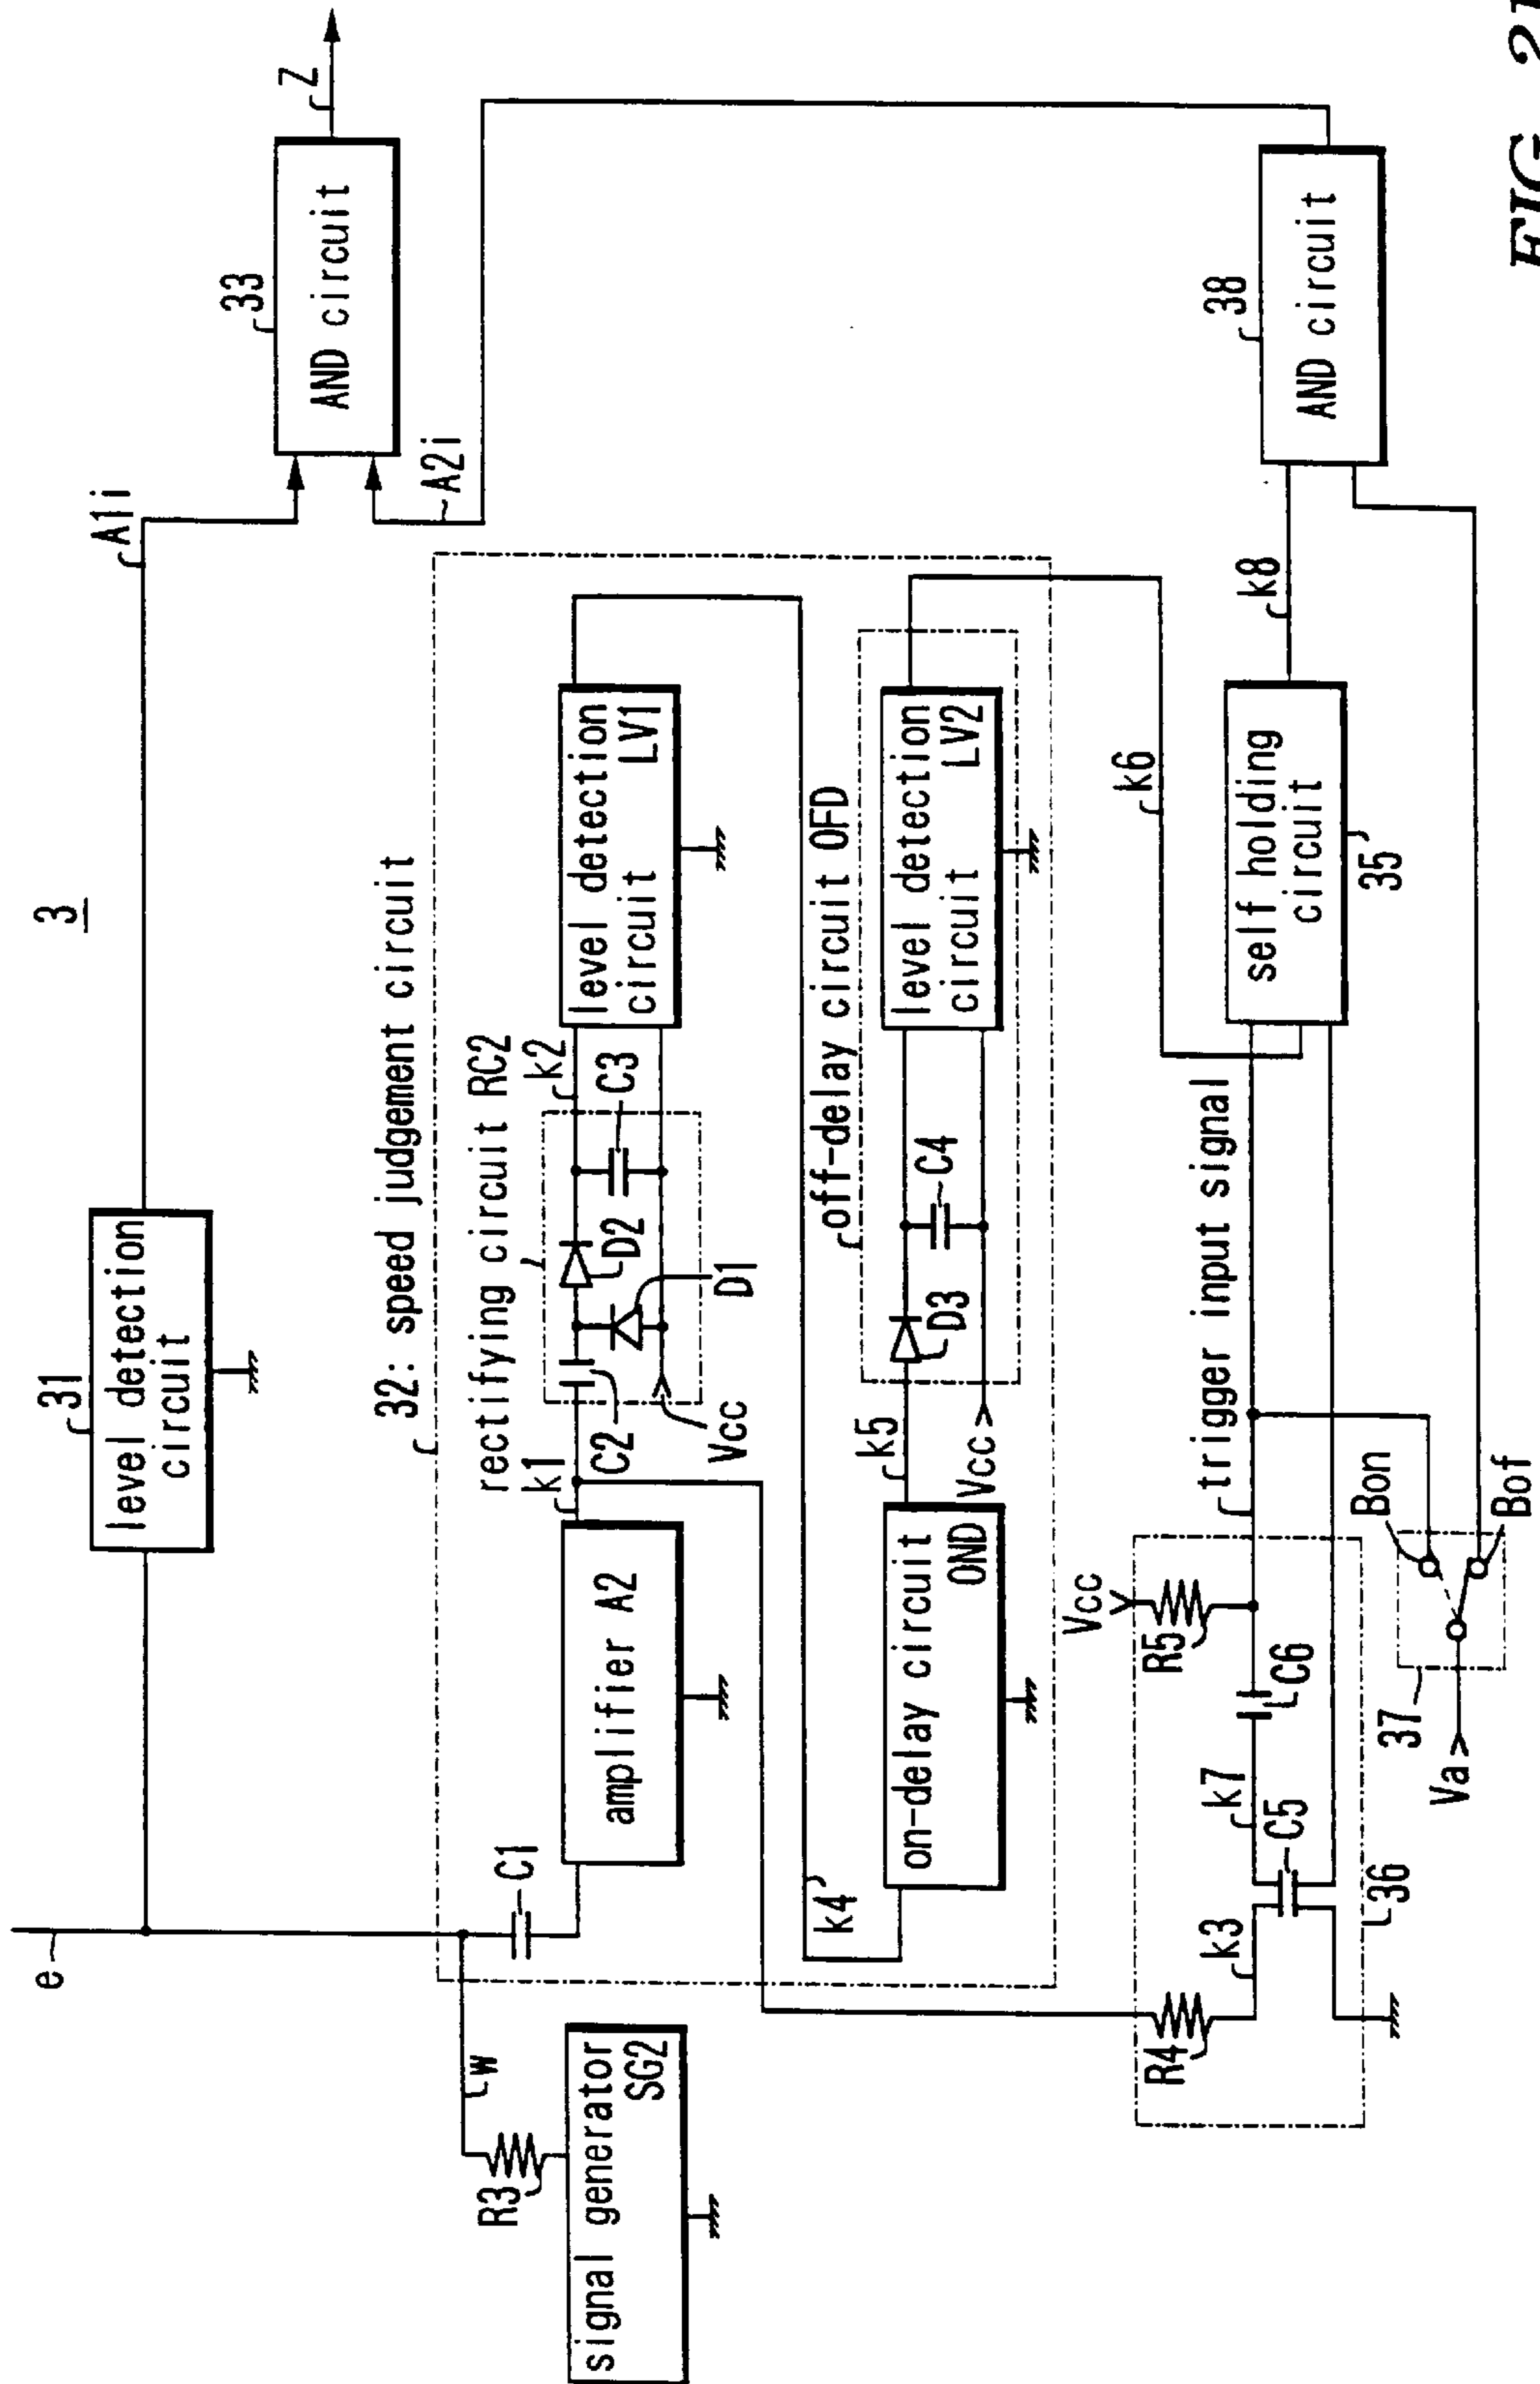 3
e
31
level detection
circuit
A1i
33
AND circuit
Z
A2i
32: speed judgement circuit
w
R3
signal generator
SG2
C1
amplifier A2
k1
rectifying circuit RC2
C2
Vcc
D2
D1
k2
C3
level detection
circuit LV1
k4
on-delay circuit
OND
k5
off-delay circuit OFD
Vcc
D3
C4
level detection
circuit LV2
k6
R4
k3
C5
36
k7
C6
R5
Vcc
trigger input signal
self holding
circuit
35
k8
38
AND circuit
37
Va
Bon
Bof